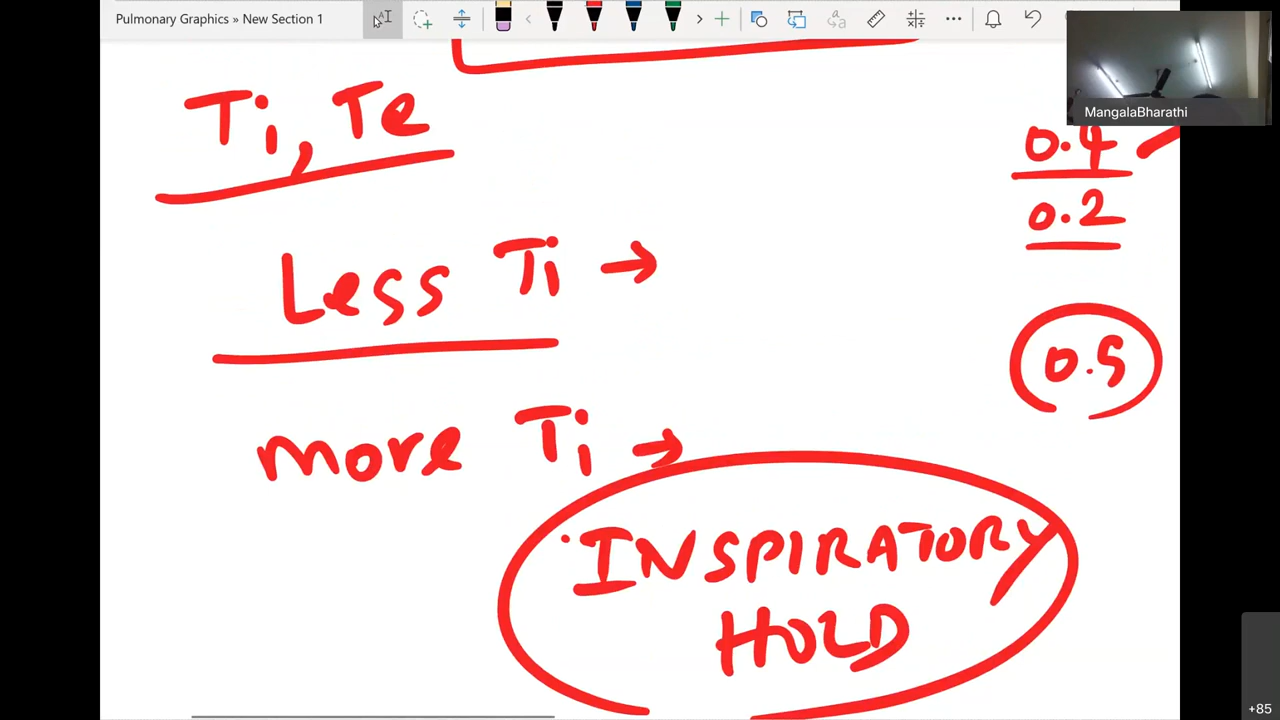 Pulmonary Graphics » New Section 1
MangalaBharathi
Ti, Te
0.4
0.2
Less Ti →
0.5
more Ti →
INSPIRATORY
HOLD
+85